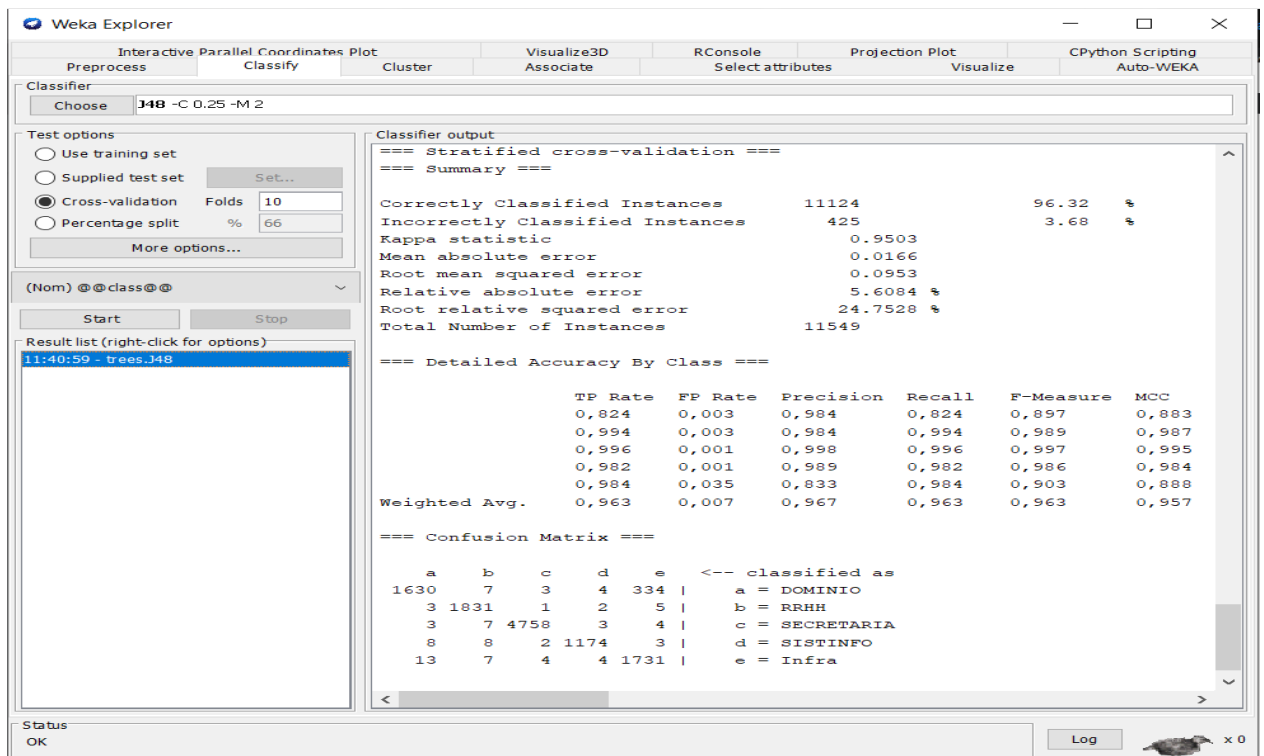 Weka Explorer
Interactive Parallel Coordinates Plot Visualize3D RConsole Projection Plot CPython Scripting
Preprocess Classify Cluster Associate Select attributes Visualize Auto-WEKA
Classifier
Choose J48 -C 0.25 -M 2
Test options
Use training set
Supplied test set Set...
Cross-validation Folds 10
Percentage split % 66
More options...
(Nom) @@class@@
Start Stop
Result list (right-click for options)
11:40:59 - trees.J48
Classifier output
=== Stratified cross-validation ===
=== Summary ===
Correctly Classified Instances 11124 96.32 %
Incorrectly Classified Instances 425 3.68 %
Kappa statistic 0.9503
Mean absolute error 0.0166
Root mean squared error 0.0953
Relative absolute error 5.6084 %
Root relative squared error 24.7528 %
Total Number of Instances 11549
=== Detailed Accuracy By Class ===
TP Rate FP Rate Precision Recall F-Measure MCC
0,824 0,003 0,984 0,824 0,897 0,883
0,994 0,003 0,984 0,994 0,989 0,987
0,996 0,001 0,998 0,996 0,997 0,995
0,982 0,001 0,989 0,982 0,986 0,984
0,984 0,035 0,833 0,984 0,903 0,888
Weighted Avg. 0,963 0,007 0,967 0,963 0,963 0,957
=== Confusion Matrix ===
a b c d e <-- classified as
1630 7 3 4 334 | a = DOMINIO
3 1831 1 2 5 | b = RRHH
3 7 4758 3 4 | c = SECRETARIA
8 8 2 1174 3 | d = SISTINFO
13 7 4 4 1731 | e = Infra
Status
OK
Log x 0